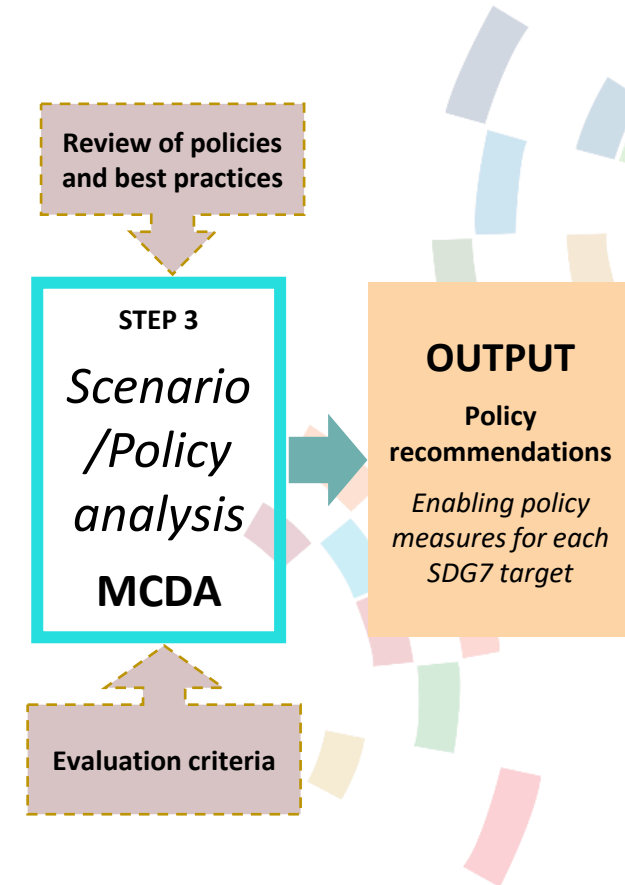 Review of policies
and best practices
STEP 3
Scenario
/Policy
analysis
MCDA
Evaluation criteria
OUTPUT
Policy
recommendations
Enabling policy
measures for each
SDG7 target